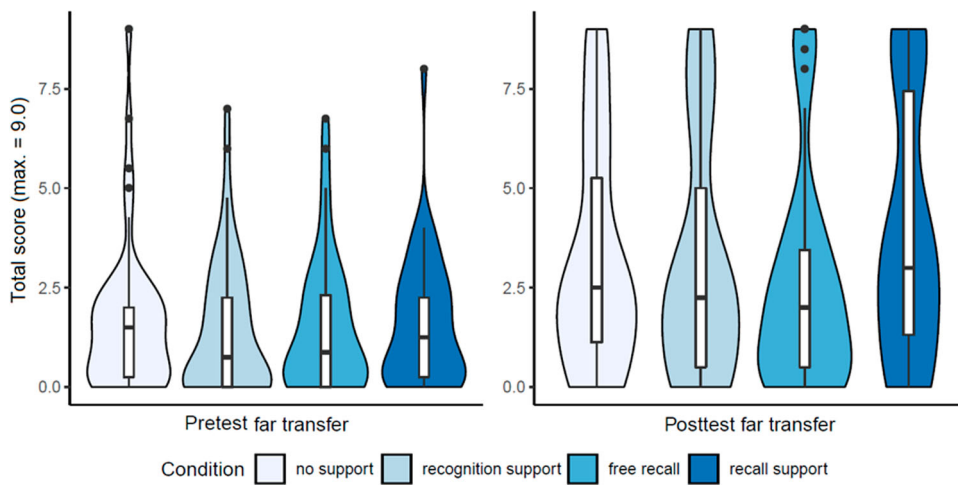 Total score (max. = 9.0)
7.5
5.0
2.5
0.0
Pretest far transfer
7.5
5.0
2.5
0.0
Posttest far transfer
Condition no support recognition support free recall recall support